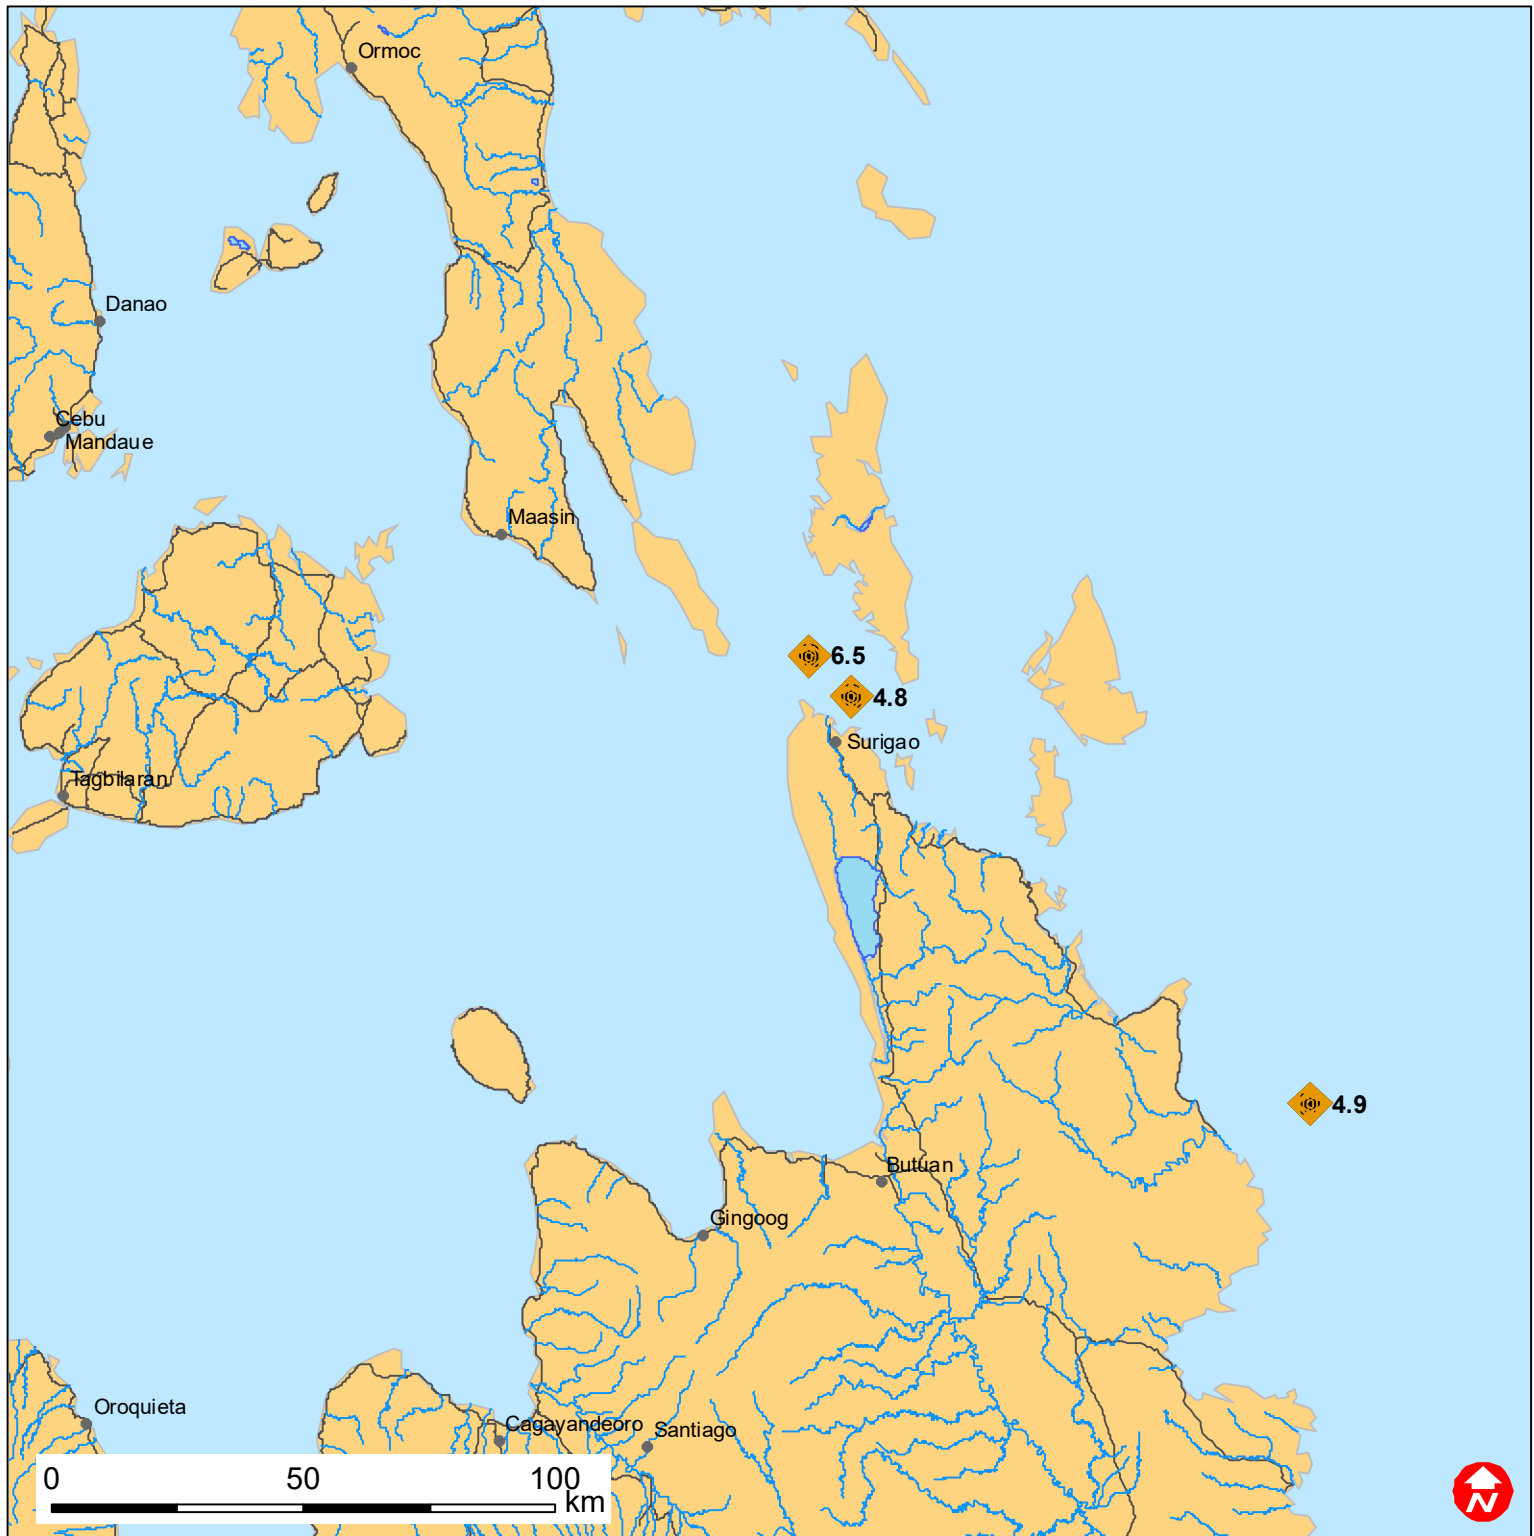 Ormoc
Danao
Cebu
Mandaue
Maasin
6.5
4.8
Surigao
Tagbilaran
4.9
Butuan
Gingoog
Oroquieta
Cagayandeoro
Santiago
0 50 100
km
N